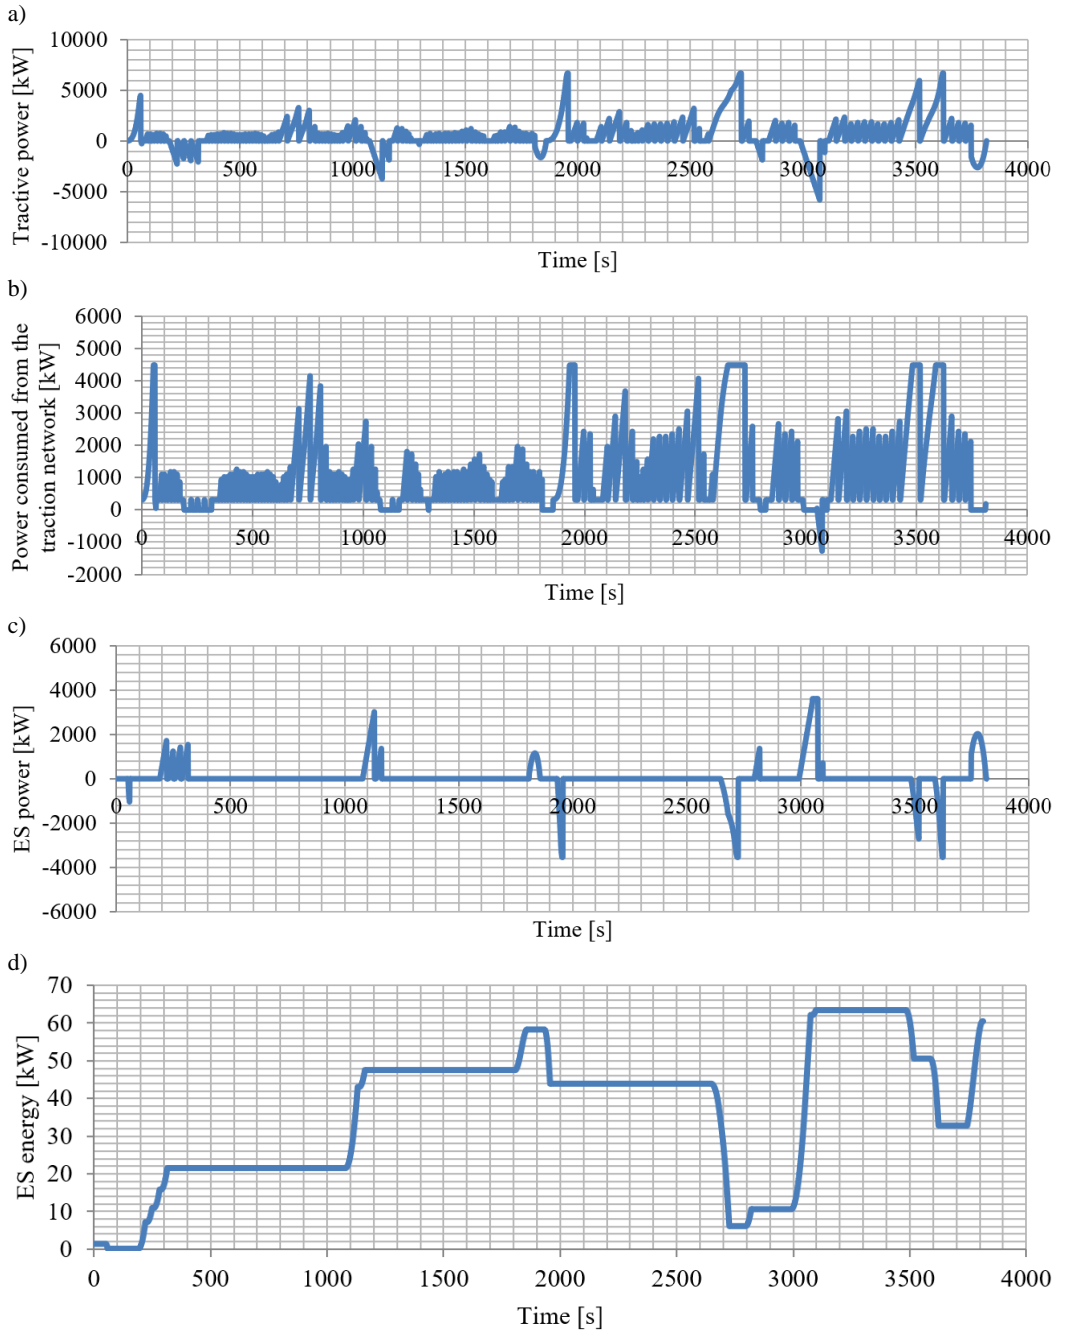 a)
Tractive power [kW]
10000
5000
0
-5000
-10000
0 500 1000 1500 2000 2500 3000 3500 4000
Time [s]
b)
Power consumed from the
traction network [kW]
6000
5000
4000
3000
2000
1000
0
-1000
-2000
0 500 1000 1500 2000 2500 3000 3500 4000
Time [s]
c)
ES power [kW]
6000
4000
2000
0
-2000
-4000
-6000
0 500 1000 1500 2000 2500 3000 3500 4000
Time [s]
d)
ES energy [kW]
70
60
50
40
30
20
10
0
0 500 1000 1500 2000 2500 3000 3500 4000
Time [s]